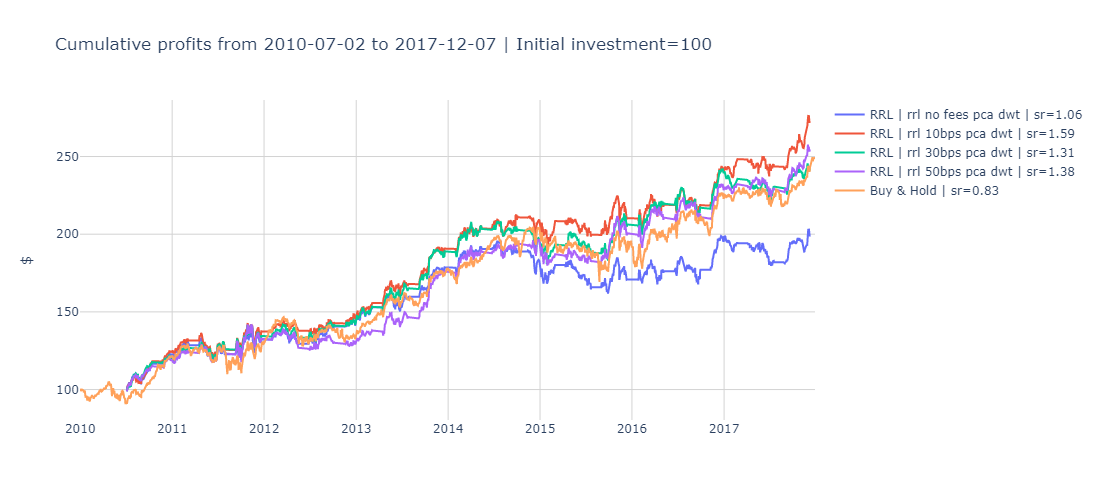 Cumulative profits from 2010-07-02 to 2017-12-07 | Initial investment=100
RRL | rrl no fees pca dwt | sr=1.06
RRL | rrl 10bps pca dwt | sr=1.59
RRL | rrl 30bps pca dwt | sr=1.31
RRL | rrl 50bps pca dwt | sr=1.38
Buy & Hold | sr=0.83
250
200
$
150
100
2010 2011 2012 2013 2014 2015 2016 2017